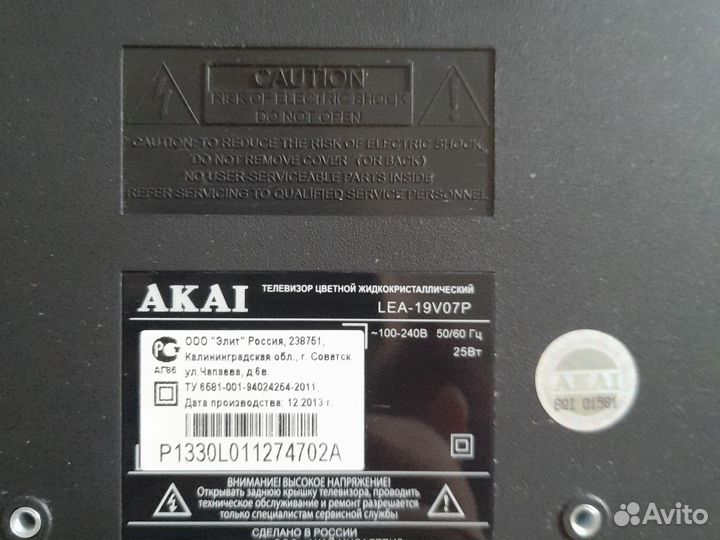 CAUTION
RISK OF ELECTRIC SHOCK
DO NOT OPEN
CAUTION: TO REDUCE THE RISK OF ELECTRIC SHOCK,
DO NOT REMOVE COVER (OR BACK)
NO USER-SERVICEABLE PARTS INSIDE
REFER SERVICING TO QUALIFIED SERVICE PERSONNEL
AKAI
ТЕЛЕВИЗОР ЦВЕТНОЙ ЖИДКОКРИСТАЛЛИЧЕСКИЙ
LEA-19V07P
~100-240В 50/60 Гц
25Вт
ООО "Элит" Россия, 238751,
Калининградская обл., г. Советск,
ул.Чапаева, д 6в.
АГ86
ТУ 6581-001-94024264-2011
Дата производства: 12.2013 г.
P1330L011274702A
ВНИМАНИЕ! ВЫСОКОЕ НАПРЯЖЕНИЕ!
Открывать заднюю крышку телевизора, проводить
техническое обслуживание и ремонт разрешается
только специалистам сервисной службы
СДЕЛАНО В РОССИИ
AKAI
01581
Avito